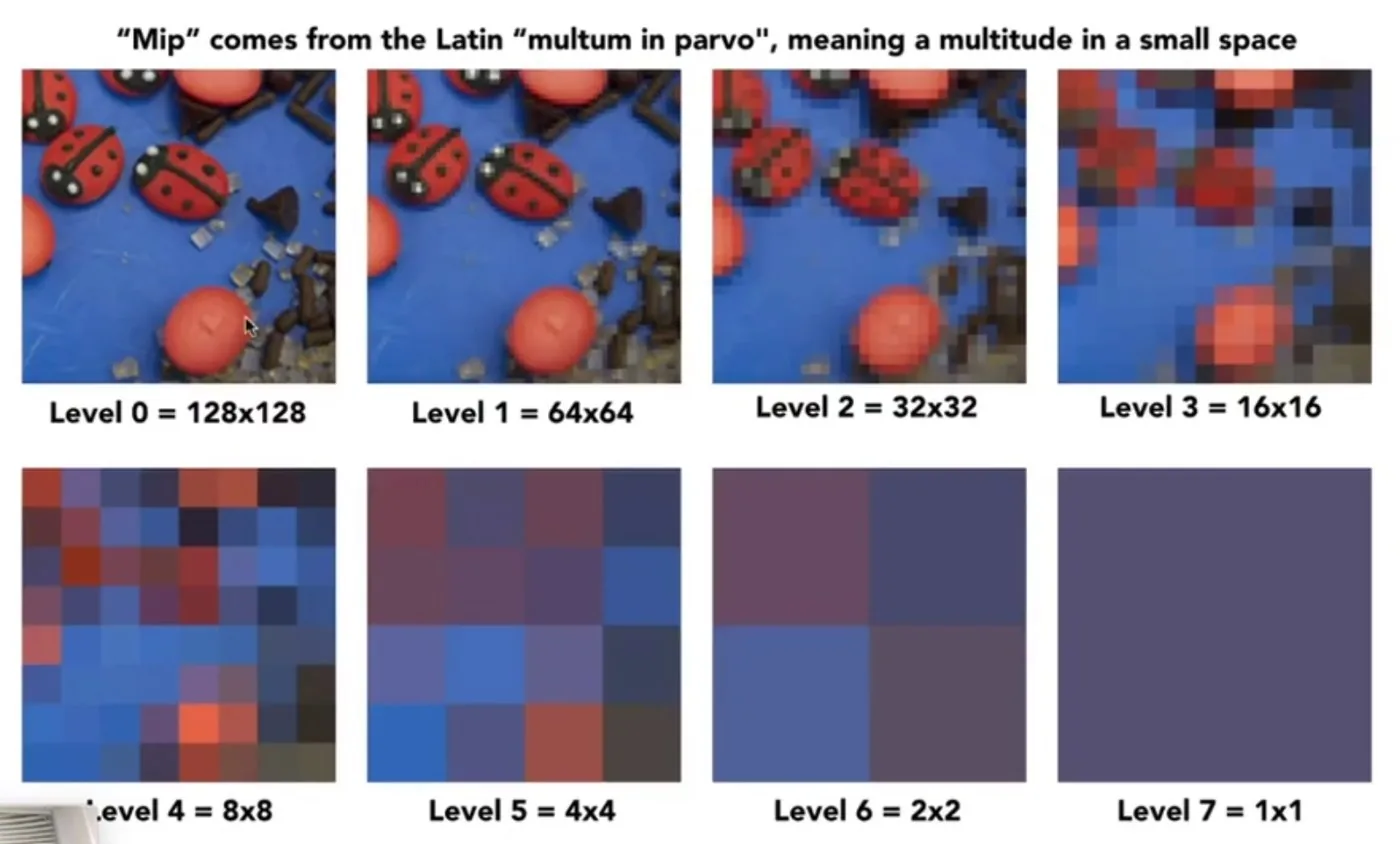 “Mip” comes from the Latin “multum in parvo", meaning a multitude in a small space
Level 0 = 128x128
Level 1 = 64x64
Level 2 = 32x32
Level 3 = 16x16
Level 4 = 8x8
Level 5 = 4x4
Level 6 = 2x2
Level 7 = 1x1